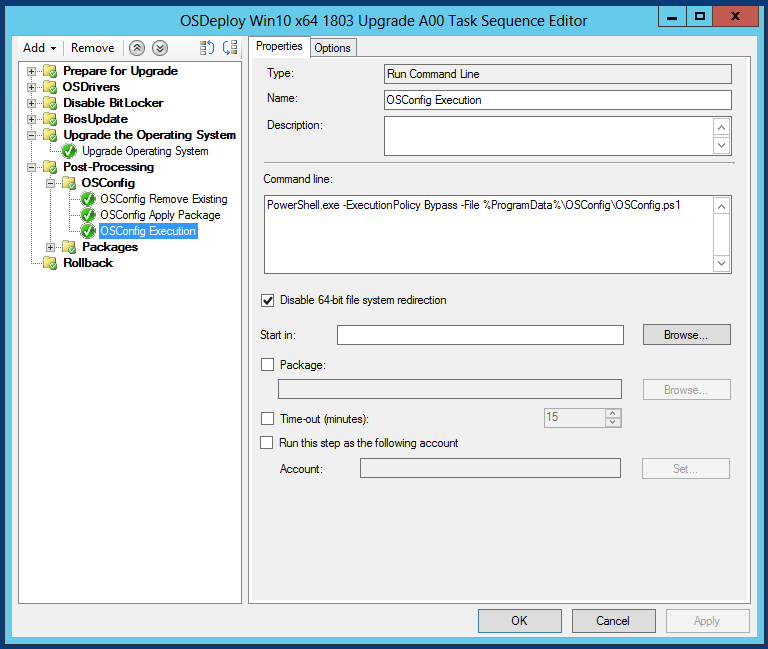 OSDeploy Win10 x64 1803 Upgrade A00 Task Sequence Editor
Add
Remove
Prepare for Upgrade
OSDrivers
Disable BitLocker
BiosUpdate
Upgrade the Operating System
Upgrade Operating System
Post-Processing
OSConfig
OSConfig Remove Existing
OSConfig Apply Package
OSConfig Execution
Packages
Rollback
Properties
Options
Type:
Run Command Line
Name:
OSConfig Execution
Description:
Command line:
PowerShell.exe -ExecutionPolicy Bypass -File %ProgramData%\OSConfig\OSConfig.ps1
Disable 64-bit file system redirection
Start in:
Browse...
Package:
Browse...
Time-out (minutes):
15
Run this step as the following account
Account:
Set...
OK
Cancel
Apply